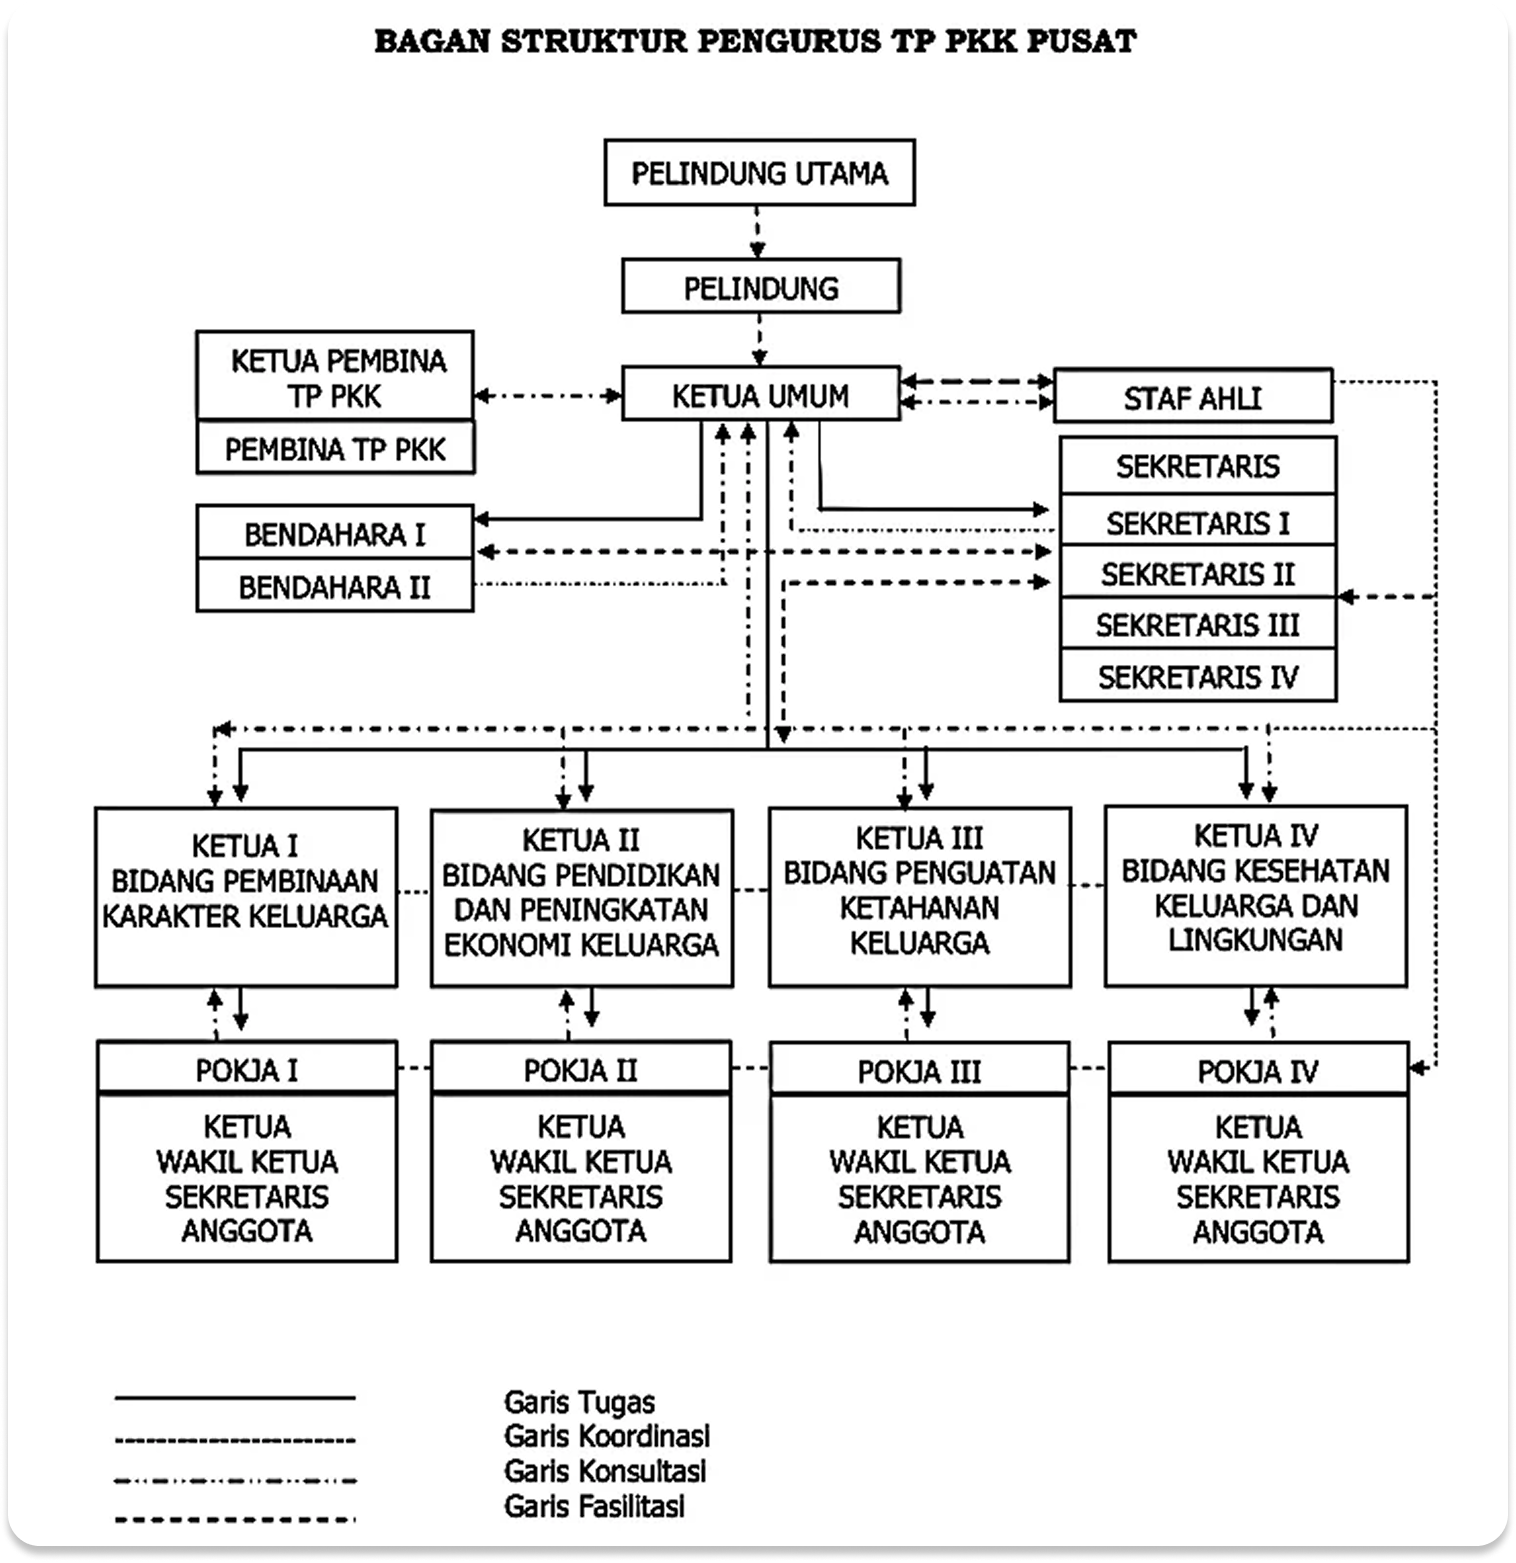 BAGAN STRUKTUR PENGURUS TP PKK PUSAT
PELINDUNG UTAMA
PELINDUNG
KETUA PEMBINA
TP PKK
PEMBINA TP PKK
KETUA UMUM
STAF AHLI
BENDAHARA I
BENDAHARA II
SEKRETARIS
SEKRETARIS I
SEKRETARIS II
SEKRETARIS III
SEKRETARIS IV
KETUA I
BIDANG PEMBINAAN
KARAKTER KELUARGA
KETUA II
BIDANG PENDIDIKAN
DAN PENINGKATAN
EKONOMI KELUARGA
KETUA III
BIDANG PENGUATAN
KETAHANAN
KELUARGA
KETUA IV
BIDANG KESEHATAN
KELUARGA DAN
LINGKUNGAN
POKJA I
KETUA
WAKIL KETUA
SEKRETARIS
ANGGOTA
POKJA II
KETUA
WAKIL KETUA
SEKRETARIS
ANGGOTA
POKJA III
KETUA
WAKIL KETUA
SEKRETARIS
ANGGOTA
POKJA IV
KETUA
WAKIL KETUA
SEKRETARIS
ANGGOTA
Garis Tugas
Garis Koordinasi
Garis Konsultasi
Garis Fasilitasi